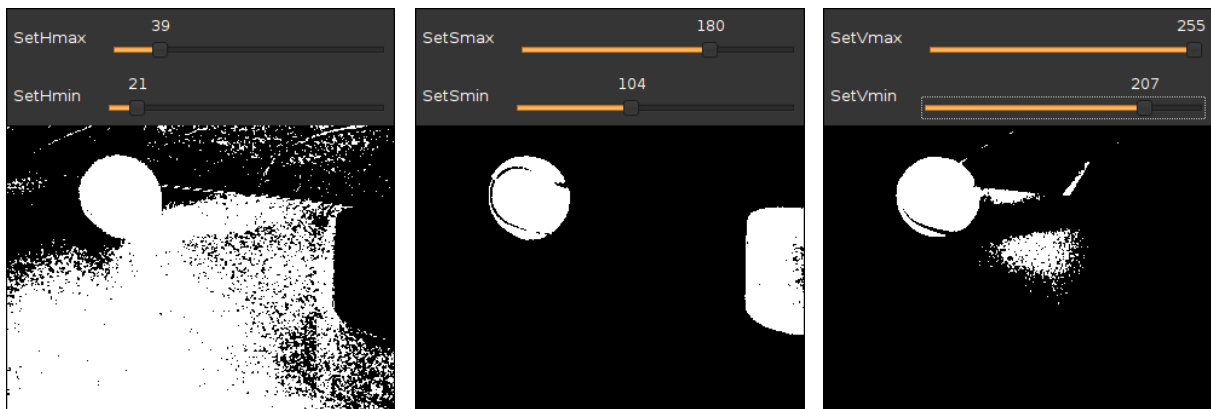 39
SetHmax
21
SetHmin
180
SetSmax
104
SetSmin
255
SetVmax
207
SetVmin